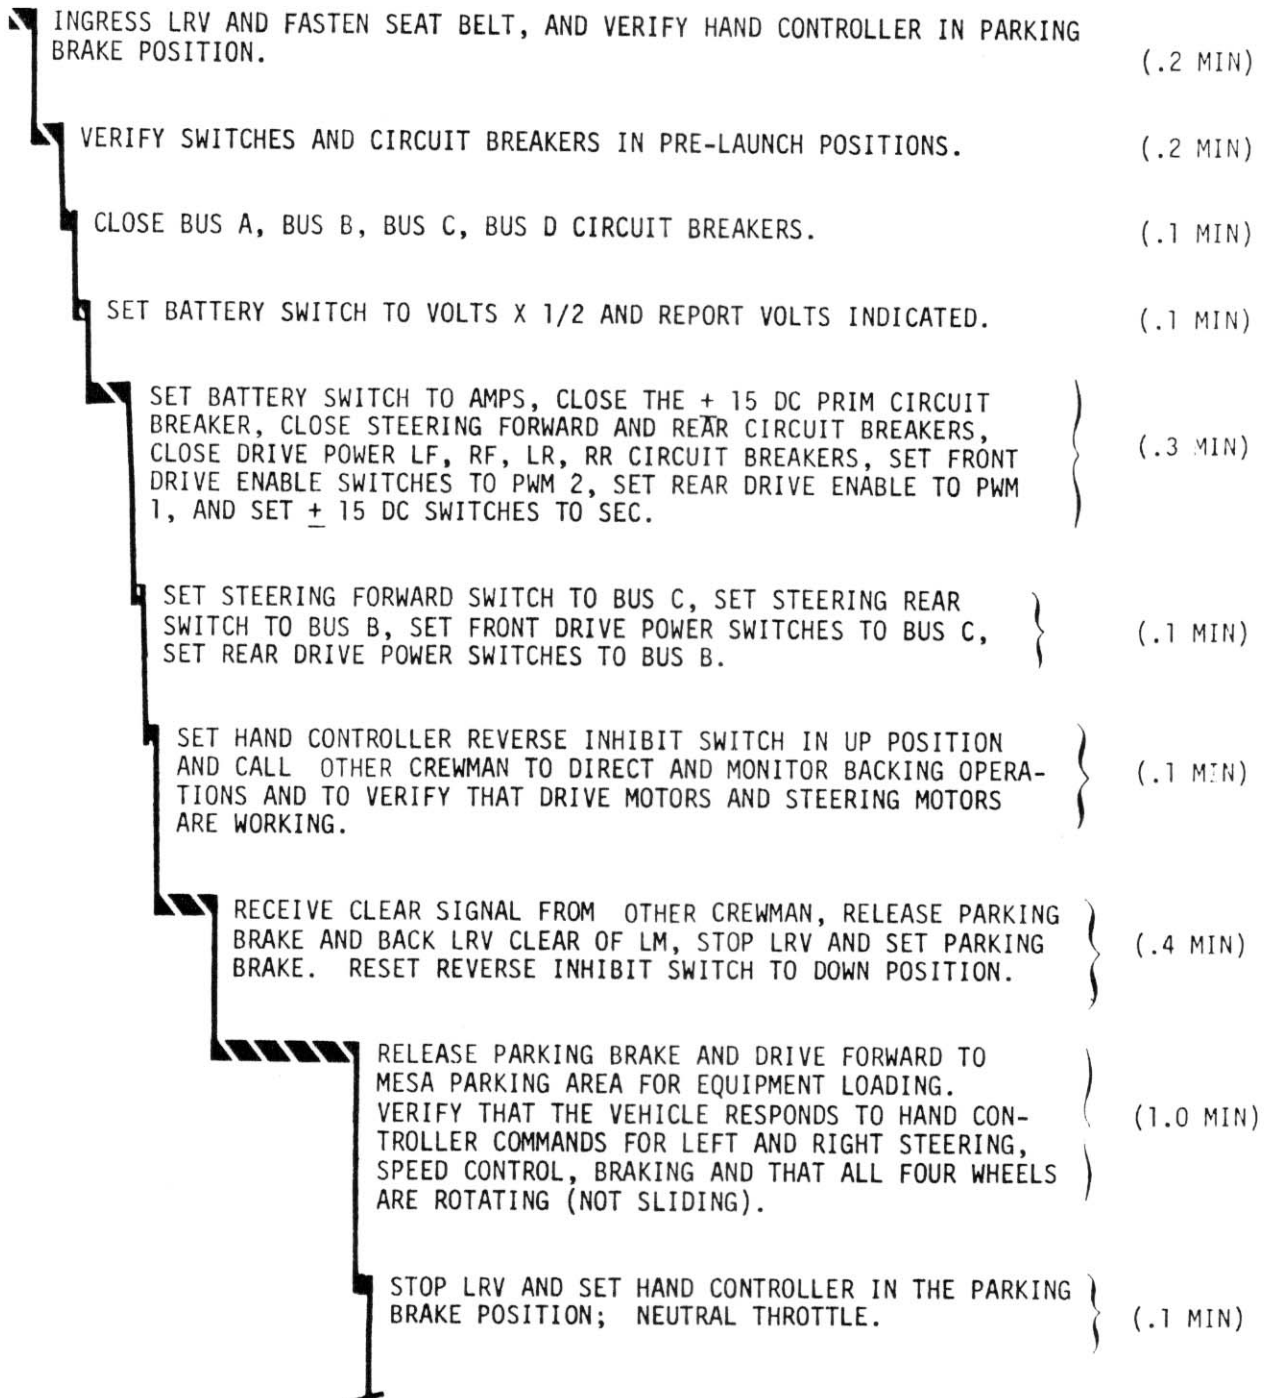 INGRESS LRV AND FASTEN SEAT BELT, AND VERIFY HAND CONTROLLER IN PARKING
BRAKE POSITION.
(.2 MIN)
VERIFY SWITCHES AND CIRCUIT BREAKERS IN PRE-LAUNCH POSITIONS.
(.2 MIN)
CLOSE BUS A, BUS B, BUS C, BUS D CIRCUIT BREAKERS.
(.1 MIN)
SET BATTERY SWITCH TO VOLTS X 1/2 AND REPORT VOLTS INDICATED.
(.1 MIN)
SET BATTERY SWITCH TO AMPS, CLOSE THE ± 15 DC PRIM CIRCUIT
BREAKER, CLOSE STEERING FORWARD AND REAR CIRCUIT BREAKERS,
CLOSE DRIVE POWER LF, RF, LR, RR CIRCUIT BREAKERS, SET FRONT
DRIVE ENABLE SWITCHES TO PWM 2, SET REAR DRIVE ENABLE TO PWM
1, AND SET ± 15 DC SWITCHES TO SEC.
(.3 MIN)
SET STEERING FORWARD SWITCH TO BUS C, SET STEERING REAR
SWITCH TO BUS B, SET FRONT DRIVE POWER SWITCHES TO BUS C,
SET REAR DRIVE POWER SWITCHES TO BUS B.
(.1 MIN)
SET HAND CONTROLLER REVERSE INHIBIT SWITCH IN UP POSITION
AND CALL OTHER CREWMAN TO DIRECT AND MONITOR BACKING OPERA-
TIONS AND TO VERIFY THAT DRIVE MOTORS AND STEERING MOTORS
ARE WORKING.
(.1 MIN)
RECEIVE CLEAR SIGNAL FROM OTHER CREWMAN, RELEASE PARKING
BRAKE AND BACK LRV CLEAR OF LM, STOP LRV AND SET PARKING
BRAKE. RESET REVERSE INHIBIT SWITCH TO DOWN POSITION.
(.4 MIN)
RELEASE PARKING BRAKE AND DRIVE FORWARD TO
MESA PARKING AREA FOR EQUIPMENT LOADING.
VERIFY THAT THE VEHICLE RESPONDS TO HAND CON-
TROLLER COMMANDS FOR LEFT AND RIGHT STEERING,
SPEED CONTROL, BRAKING AND THAT ALL FOUR WHEELS
ARE ROTATING (NOT SLIDING).
(1.0 MIN)
STOP LRV AND SET HAND CONTROLLER IN THE PARKING
BRAKE POSITION; NEUTRAL THROTTLE.
(.1 MIN)